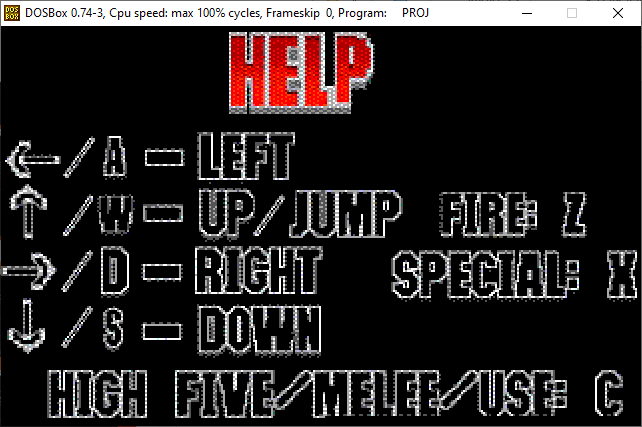 DOSBox 0.74-3, Cpu speed: max 100% cycles, Frameskip 0, Program: PROJ
HELP
←/A - LEFT
↑/W - UP/JUMP FIRE: Z
→/D - RIGHT SPECIAL: X
↓/S - DOWN
HIGH FIVE/MELEE/USE: C